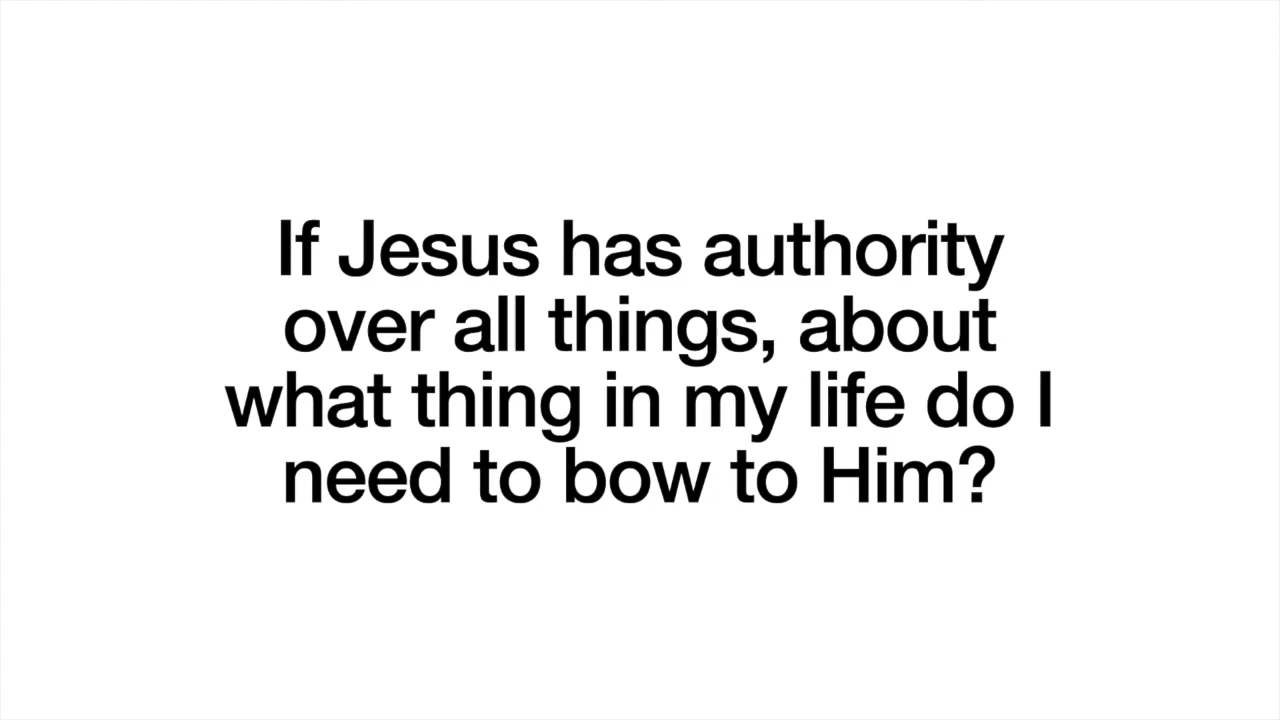 If Jesus has authority
over all things, about
what thing in my life do I
need to bow to Him?